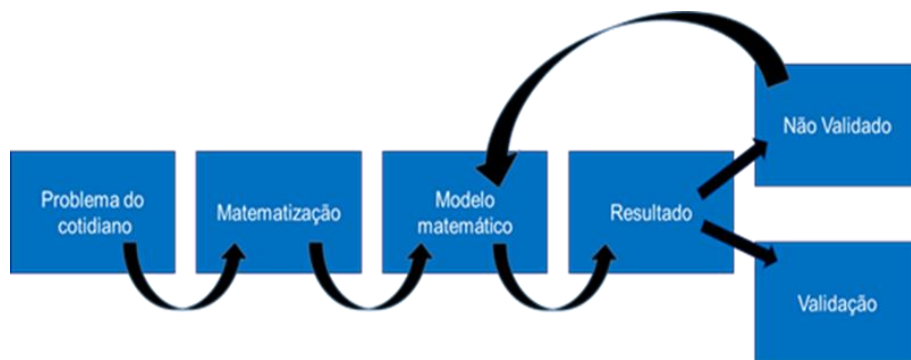 Problema do
cotidiano
Matematização
Modelo
matemático
Resultado
Não Validado
Validação